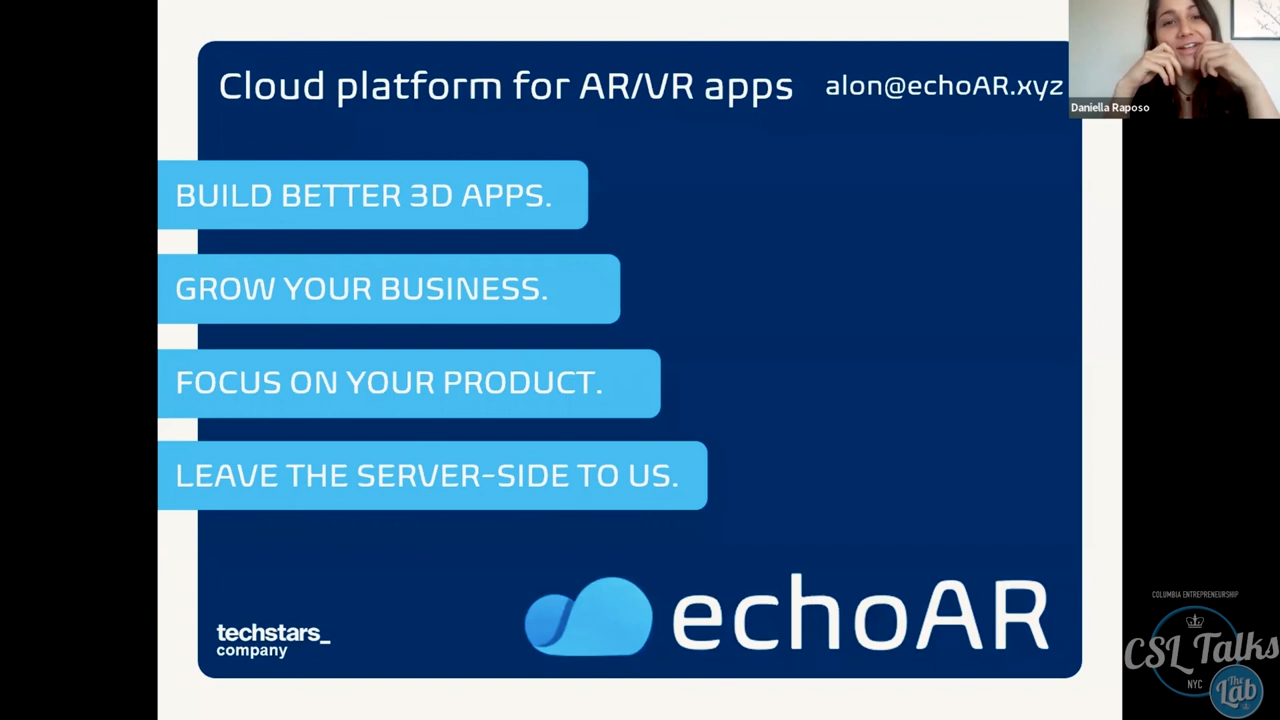 Cloud platform for AR/VR apps
alon@echoAR.xyz
Daniella Raposo
BUILD BETTER 3D APPS.
GROW YOUR BUSINESS.
FOCUS ON YOUR PRODUCT.
LEAVE THE SERVER-SIDE TO US.
techstars_
company
echoAR
COLUMBIA ENTREPRENEURSHIP
CSL Talks
NYC
The
Lab